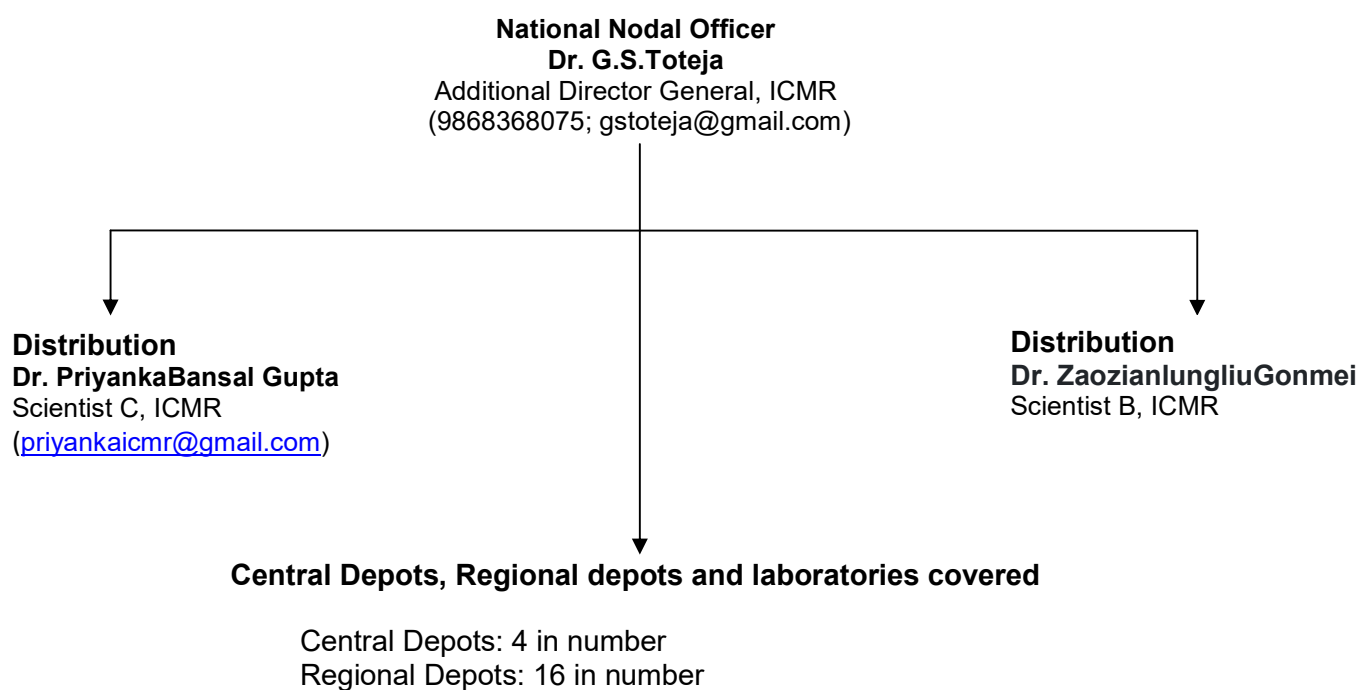 National Nodal Officer
Dr. G.S.Toteja
Additional Director General, ICMR
(9868368075; gstoteja@gmail.com)
Distribution
Dr. PriyankaBansal Gupta
Scientist C, ICMR
(priyankaicmr@gmail.com)
Distribution
Dr. ZaozianlungliuGonmei
Scientist B, ICMR
Central Depots, Regional depots and laboratories covered
Central Depots: 4 in number
Regional Depots: 16 in number